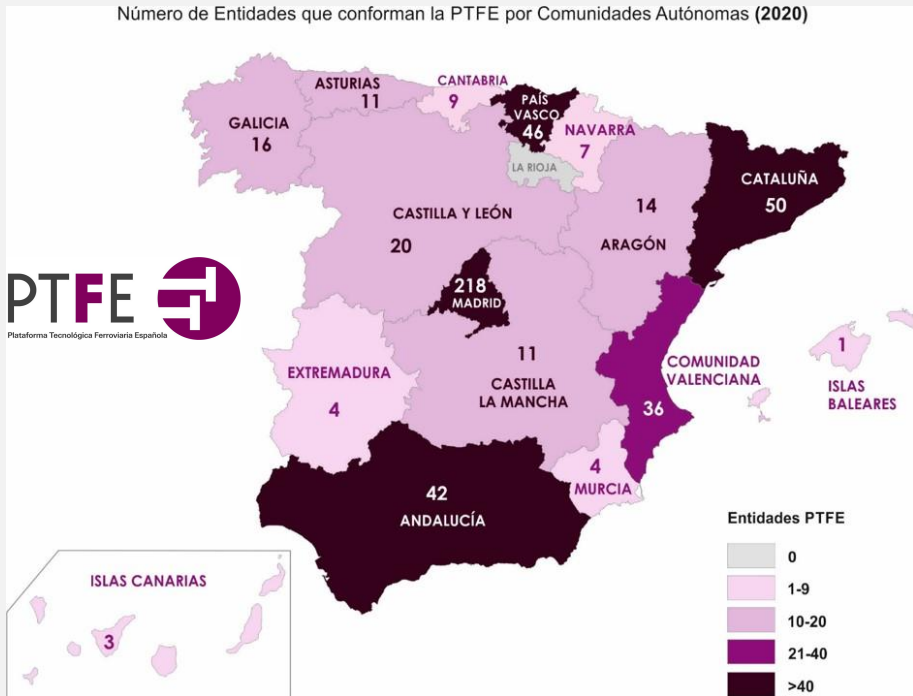 Número de Entidades que conforman la PTFE por Comunidades Autónomas (2020)
CANTABRIA
9
ASTURIAS
11
PAÍS
VASCO
46
GALICIA
16
NAVARRA
7
LA RIOJA
CATALUÑA
50
14
ARAGÓN
CASTILLA Y LEÓN
20
PTFE
Plataforma Tecnológica Ferroviaria Española
218
MADRID
11
CASTILLA
LA MANCHA
COMUNIDAD
VALENCIANA
36
1
ISLAS
BALEARES
EXTREMADURA
4
4
MURCIA
42
ANDALUCÍA
ISLAS CANARIAS
3
Entidades PTFE
0
1-9
10-20
21-40
>40